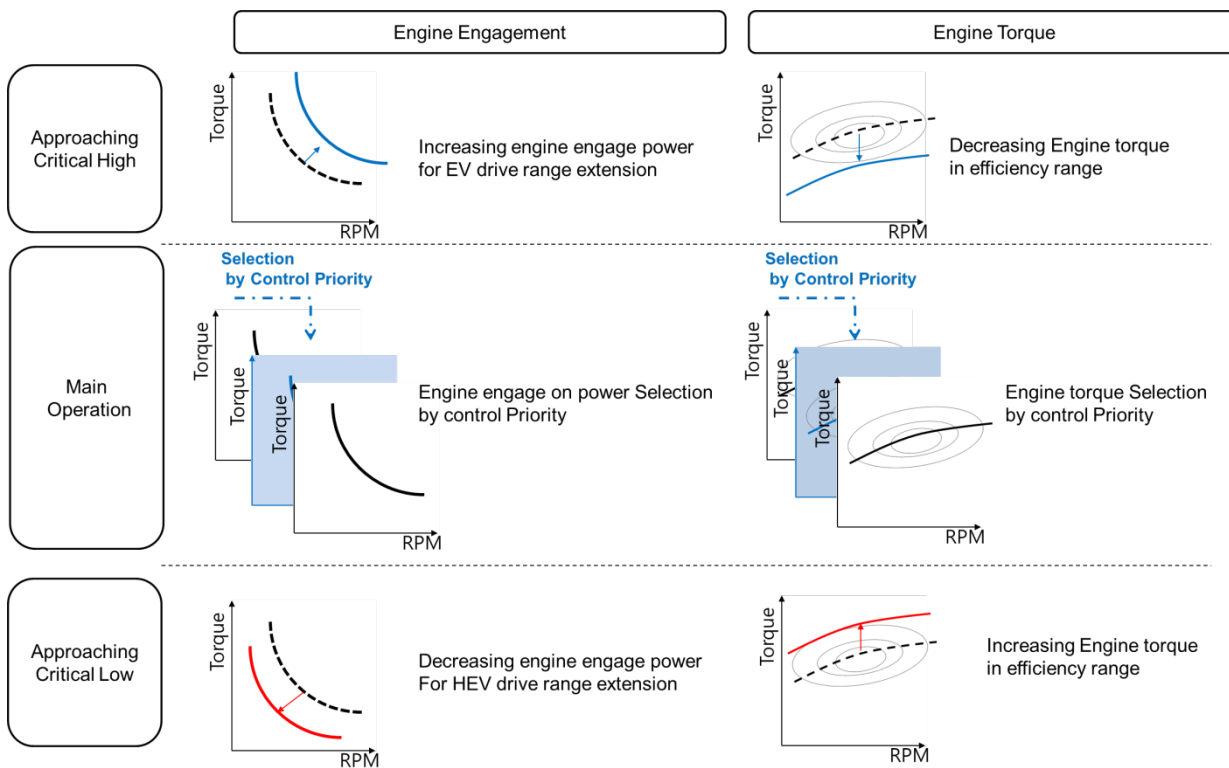 Engine Engagement
Engine Torque
Approaching
Critical High
Torque
RPM
Increasing engine engage power
for EV drive range extension
Torque
RPM
Decreasing Engine torque
in efficiency range
Main
Operation
Selection
by Control Priority
Torque
Torque
Torque
RPM
Engine engage on power Selection
by control Priority
Selection
by Control Priority
Torque
Torque
Torque
RPM
Engine torque Selection
by control Priority
Approaching
Critical Low
Torque
RPM
Decreasing engine engage power
For HEV drive range extension
Torque
RPM
Increasing Engine torque
in efficiency range